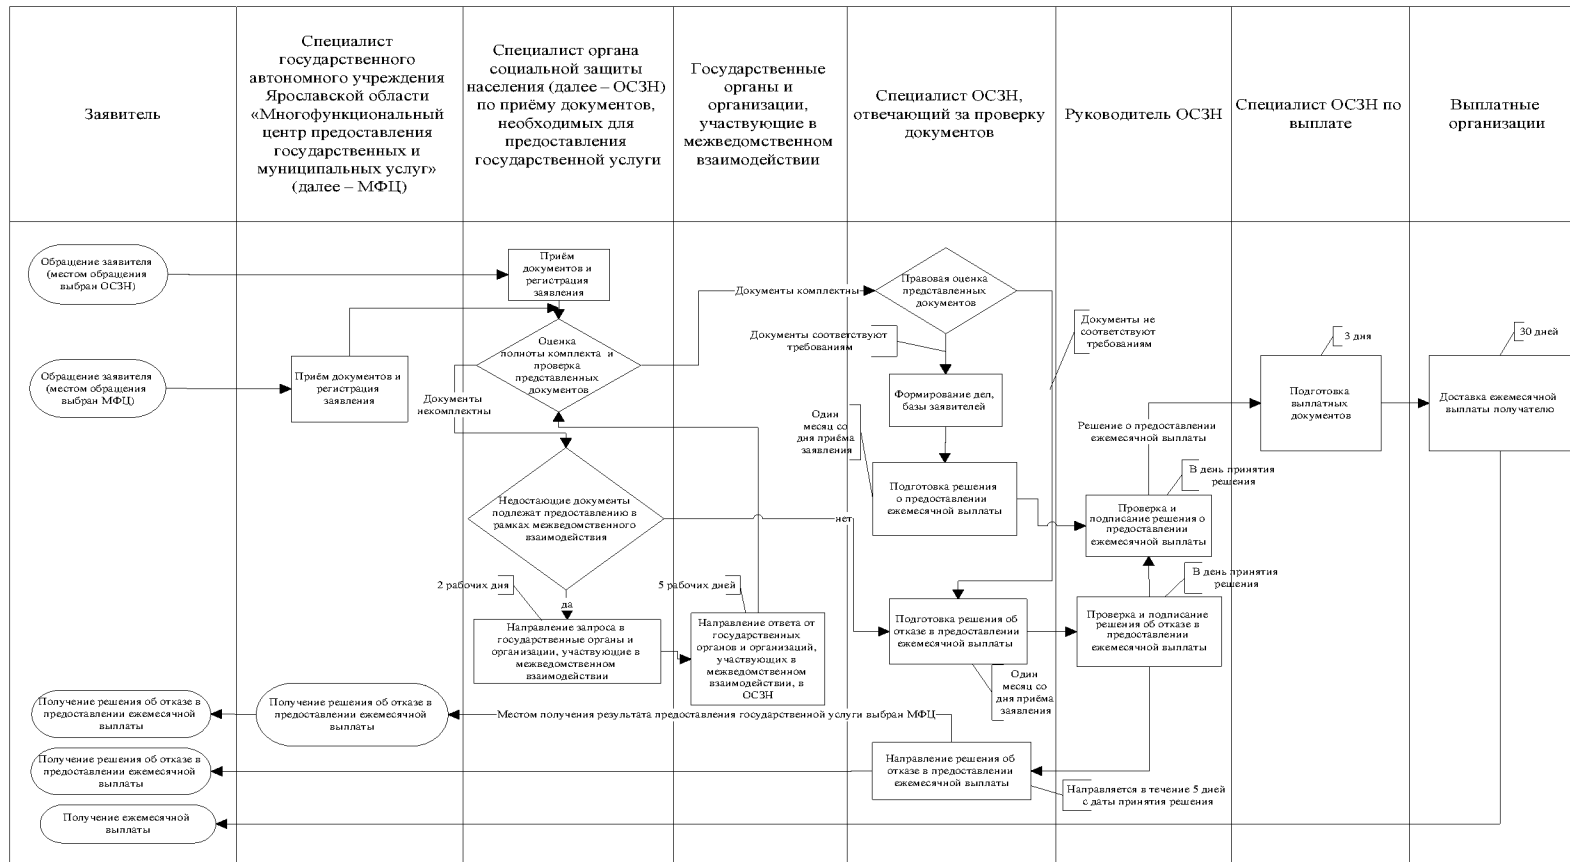 Заявитель
Специалист
государственного
автономного учреждения
Ярославской области
«Многофункциональный
центр предоставления
государственных и
муниципальных услуг»
(далее – МФЦ)
Специалист органа
социальной защиты
населения (далее – ОСЗН)
по приёму документов,
необходимых для
предоставления
государственной услуги
Государственные
органы и
организации,
участвующие в
межведомственном
взаимодействии
Специалист ОСЗН,
отвечающий за проверку
документов
Руководитель ОСЗН
Специалист ОСЗН по
выплате
Выплатные
организации
Обращение заявителя
(местом обращения
выбран ОСЗН)
Приём
документов и
регистрация
заявления
Документы комплектны
Правовая оценка
представленных
документов
Документы не
соответствуют
требованиям
Документы соответствуют
требованиям
3 дня
30 дней
Обращение заявителя
(местом обращения
выбран МФЦ)
Приём документов и
регистрация
заявления
Оценка
полноты комплекта и
проверка
представленных
документов
Документы
некомплектны
Формирование дел,
базы заявителей
Подготовка
выплатных
документов
Доставка ежемесячной
выплаты получателю
Один
месяц со
дня приёма
заявления
Решение о предоставлении
ежемесячной выплаты
В день принятия
решения
Недостающие документы
подлежат предоставлению в
рамках межведомственного
взаимодействия
нет
Подготовка решения
о предоставлении
ежемесячной выплаты
Проверка и
подписание решения о
предоставлении
ежемесячной выплаты
В день принятия
решения
2 рабочих дня
да
5 рабочих дней
Направление запроса в
государственные органы и
организации, участвующие в
межведомственном
взаимодействии
Направление ответа от
государственных
органов и организаций,
участвующих в
межведомственном
взаимодействии, в
ОСЗН
Подготовка решения об
отказе в предоставлении
ежемесячной выплаты
Проверка и подписание
решения об отказе в
предоставлении
ежемесячной выплаты
Один
месяц со
дня приёма
заявления
Получение решения об отказе в
предоставлении ежемесячной
выплаты
Получение решения об отказе в
предоставлении ежемесячной
выплаты
Местом получения результата предоставления государственной услуги выбран МФЦ
Получение решения об отказе в
предоставлении ежемесячной
выплаты
Направление решения об
отказе в предоставлении
ежемесячной выплаты
Направляется в течение 5 дней
с даты принятия решения
Получение ежемесячной
выплаты